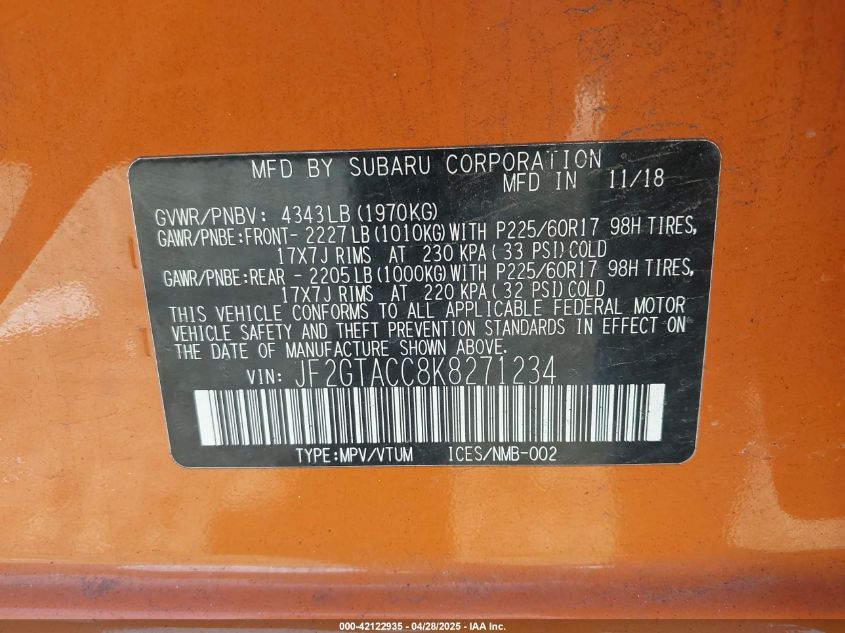 MFD BY SUBARU CORPORATION
MFD IN 11/18
GVWR/PNBV: 4343LB (1970KG)
GAWR/PNBE:FRONT- 2227LB (1010KG) WITH P225/60R17 98H TIRES,
17X7J RIMS AT 230 KPA ( 33 PSI) COLD
GAWR/PNBE:REAR - 2205LB (1000KG) WITH P225/60R17 98H TIRES,
17X7J RIMS AT 220 KPA ( 32 PSI) COLD
THIS VEHICLE CONFORMS TO ALL APPLICABLE FEDERAL MOTOR
VEHICLE SAFETY AND THEFT PREVENTION STANDARDS IN EFFECT ON
THE DATE OF MANUFACTURE SHOWN ABOVE.
VIN: JF2GTACC8K8271234
TYPE:MPV/VTUM ICES/NMB-002
000-42122935 - 04/28/2025 - IAA Inc.